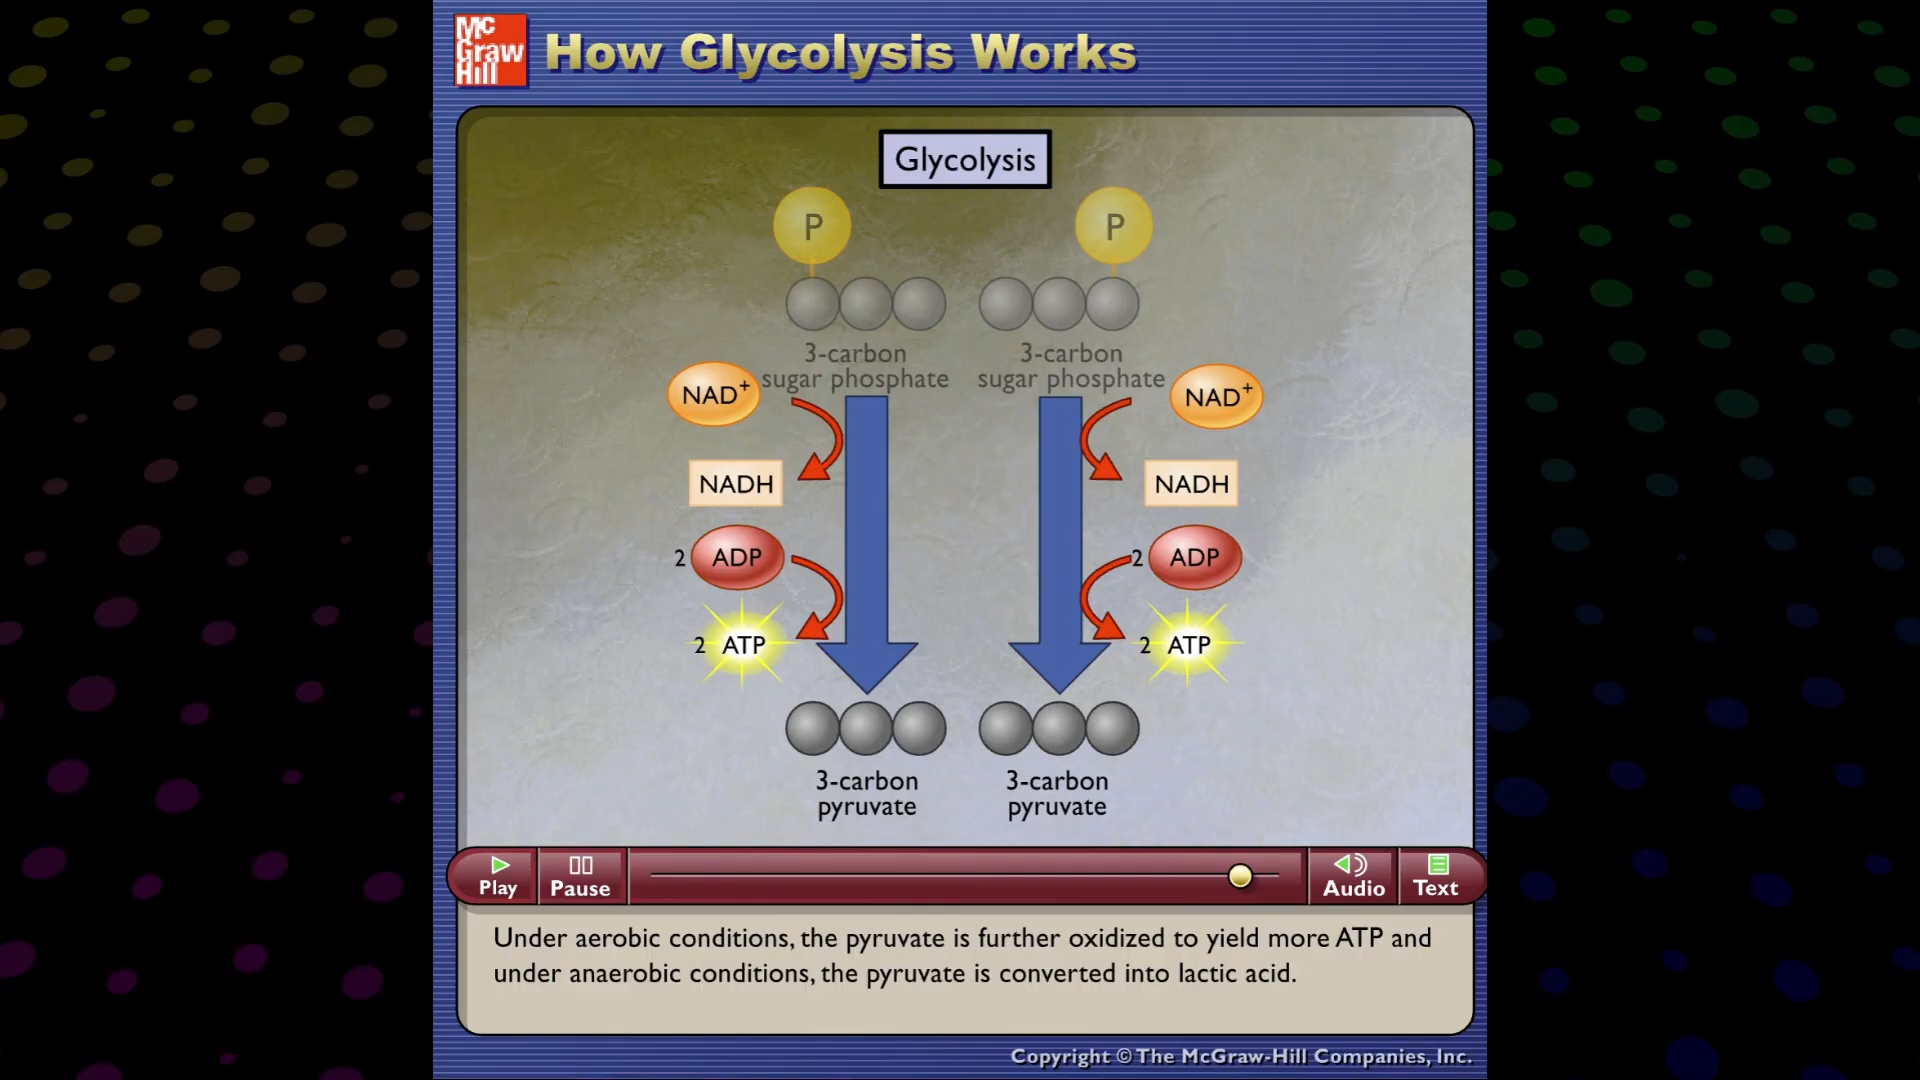 Mc
Graw
Hill
How Glycolysis Works
Glycolysis
P P
3-carbon
sugar phosphate
3-carbon
sugar phosphate
NAD+ NAD+
NADH NADH
2 ADP 2 ADP
2 ATP 2 ATP
3-carbon
pyruvate
3-carbon
pyruvate
Play Pause Audio Text
Under aerobic conditions, the pyruvate is further oxidized to yield more ATP and
under anaerobic conditions, the pyruvate is converted into lactic acid.
Copyright © The McGraw-Hill Companies, Inc.